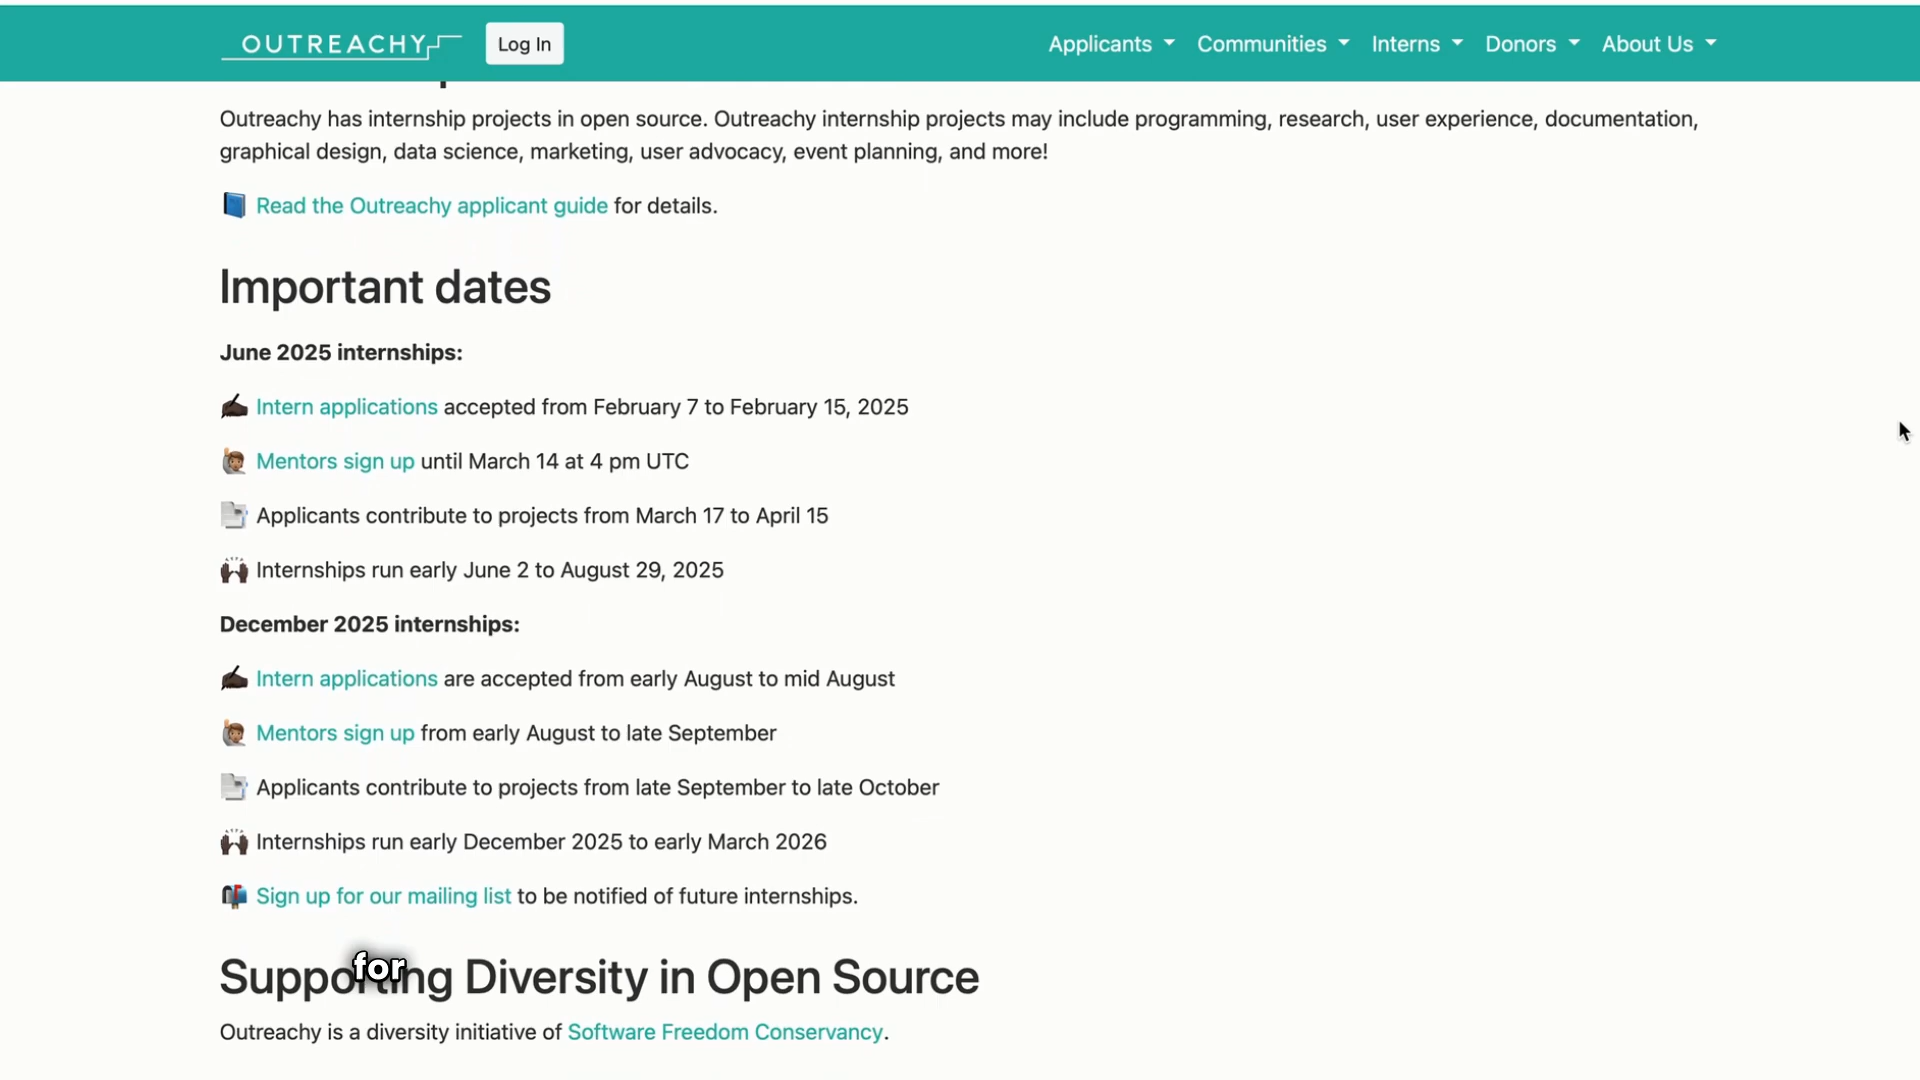 OUTREACHY
Log In
Applicants
Communities
Interns
Donors
About Us
Outreachy has internship projects in open source. Outreachy internship projects may include programming, research, user experience, documentation,
graphical design, data science, marketing, user advocacy, event planning, and more!
Read the Outreachy applicant guide for details.
Important dates
June 2025 internships:
Intern applications accepted from February 7 to February 15, 2025
Mentors sign up until March 14 at 4 pm UTC
Applicants contribute to projects from March 17 to April 15
Internships run early June 2 to August 29, 2025
December 2025 internships:
Intern applications are accepted from early August to mid August
Mentors sign up from early August to late September
Applicants contribute to projects from late September to late October
Internships run early December 2025 to early March 2026
Sign up for our mailing list to be notified of future internships.
for
Supporting Diversity in Open Source
Outreachy is a diversity initiative of Software Freedom Conservancy.